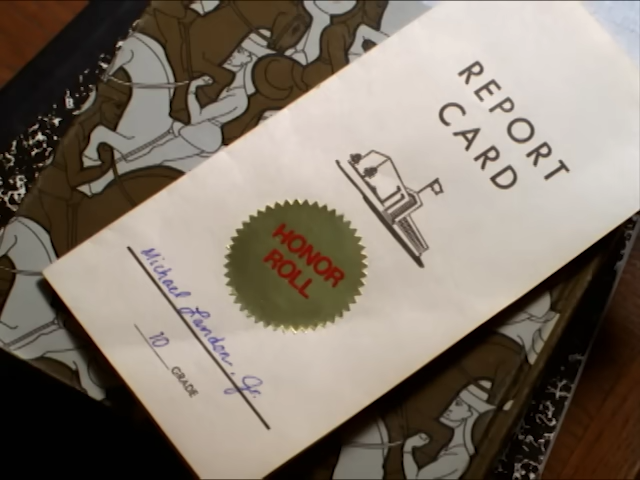 REPORT
CARD
HONOR
ROLL
Michael Landon, Jr.
10 GRADE